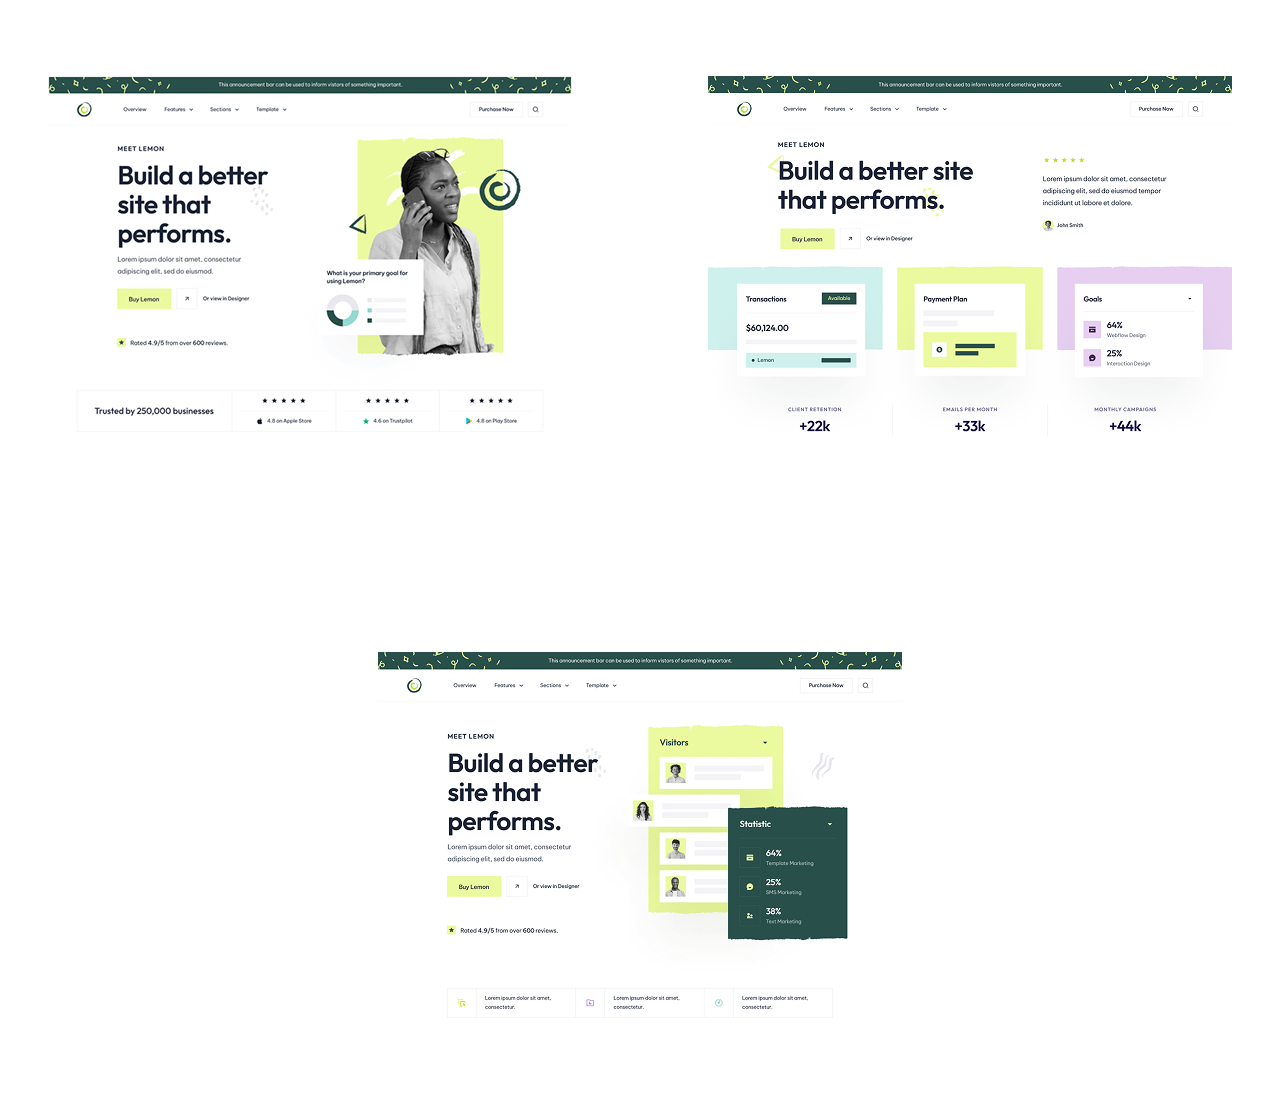 This announcement bar can be used to inform vistors of something important.
Overview
Features
Sections
Template
Purchase Now
MEET LEMON
Build a better
site that
performs.
Lorem ipsum dolor sit amet, consectetur
adipiscing elit, sed do eiusmod.
Buy Lemon
Or view in Designer
Rated 4.9/5 from over 600 reviews.
What is your primary goal for
using Lemon?
Trusted by 250,000 businesses
4.8 on Apple Store
4.6 on Trustpilot
4.8 on Play Store
This announcement bar can be used to inform vistors of something important.
Overview
Features
Sections
Template
Purchase Now
MEET LEMON
Build a better site
that performs.
Buy Lemon
Or view in Designer
Lorem ipsum dolor sit amet, consectetur
adipiscing elit, sed do eiusmod tempor
incididunt ut labore et dolore.
John Smith
Transactions
Available
$60,124.00
Lemon
Payment Plan
Goals
64%
Webflow Design
25%
Interaction Design
CLIENT RETENTION
+22k
EMAILS PER MONTH
+33k
MONTHLY CAMPAIGNS
+44k
This announcement bar can be used to inform vistors of something important.
Overview
Features
Sections
Template
Purchase Now
MEET LEMON
Build a better
site that
performs.
Lorem ipsum dolor sit amet, consectetur
adipiscing elit, sed do eiusmod.
Buy Lemon
Or view in Designer
Rated 4.9/5 from over 600 reviews.
Visitors
Statistic
64%
Template Marketing
25%
SMS Marketing
38%
Text Marketing
Lorem ipsum dolor sit amet,
consectetur.
Lorem ipsum dolor sit amet,
consectetur.
Lorem ipsum dolor sit amet,
consectetur.